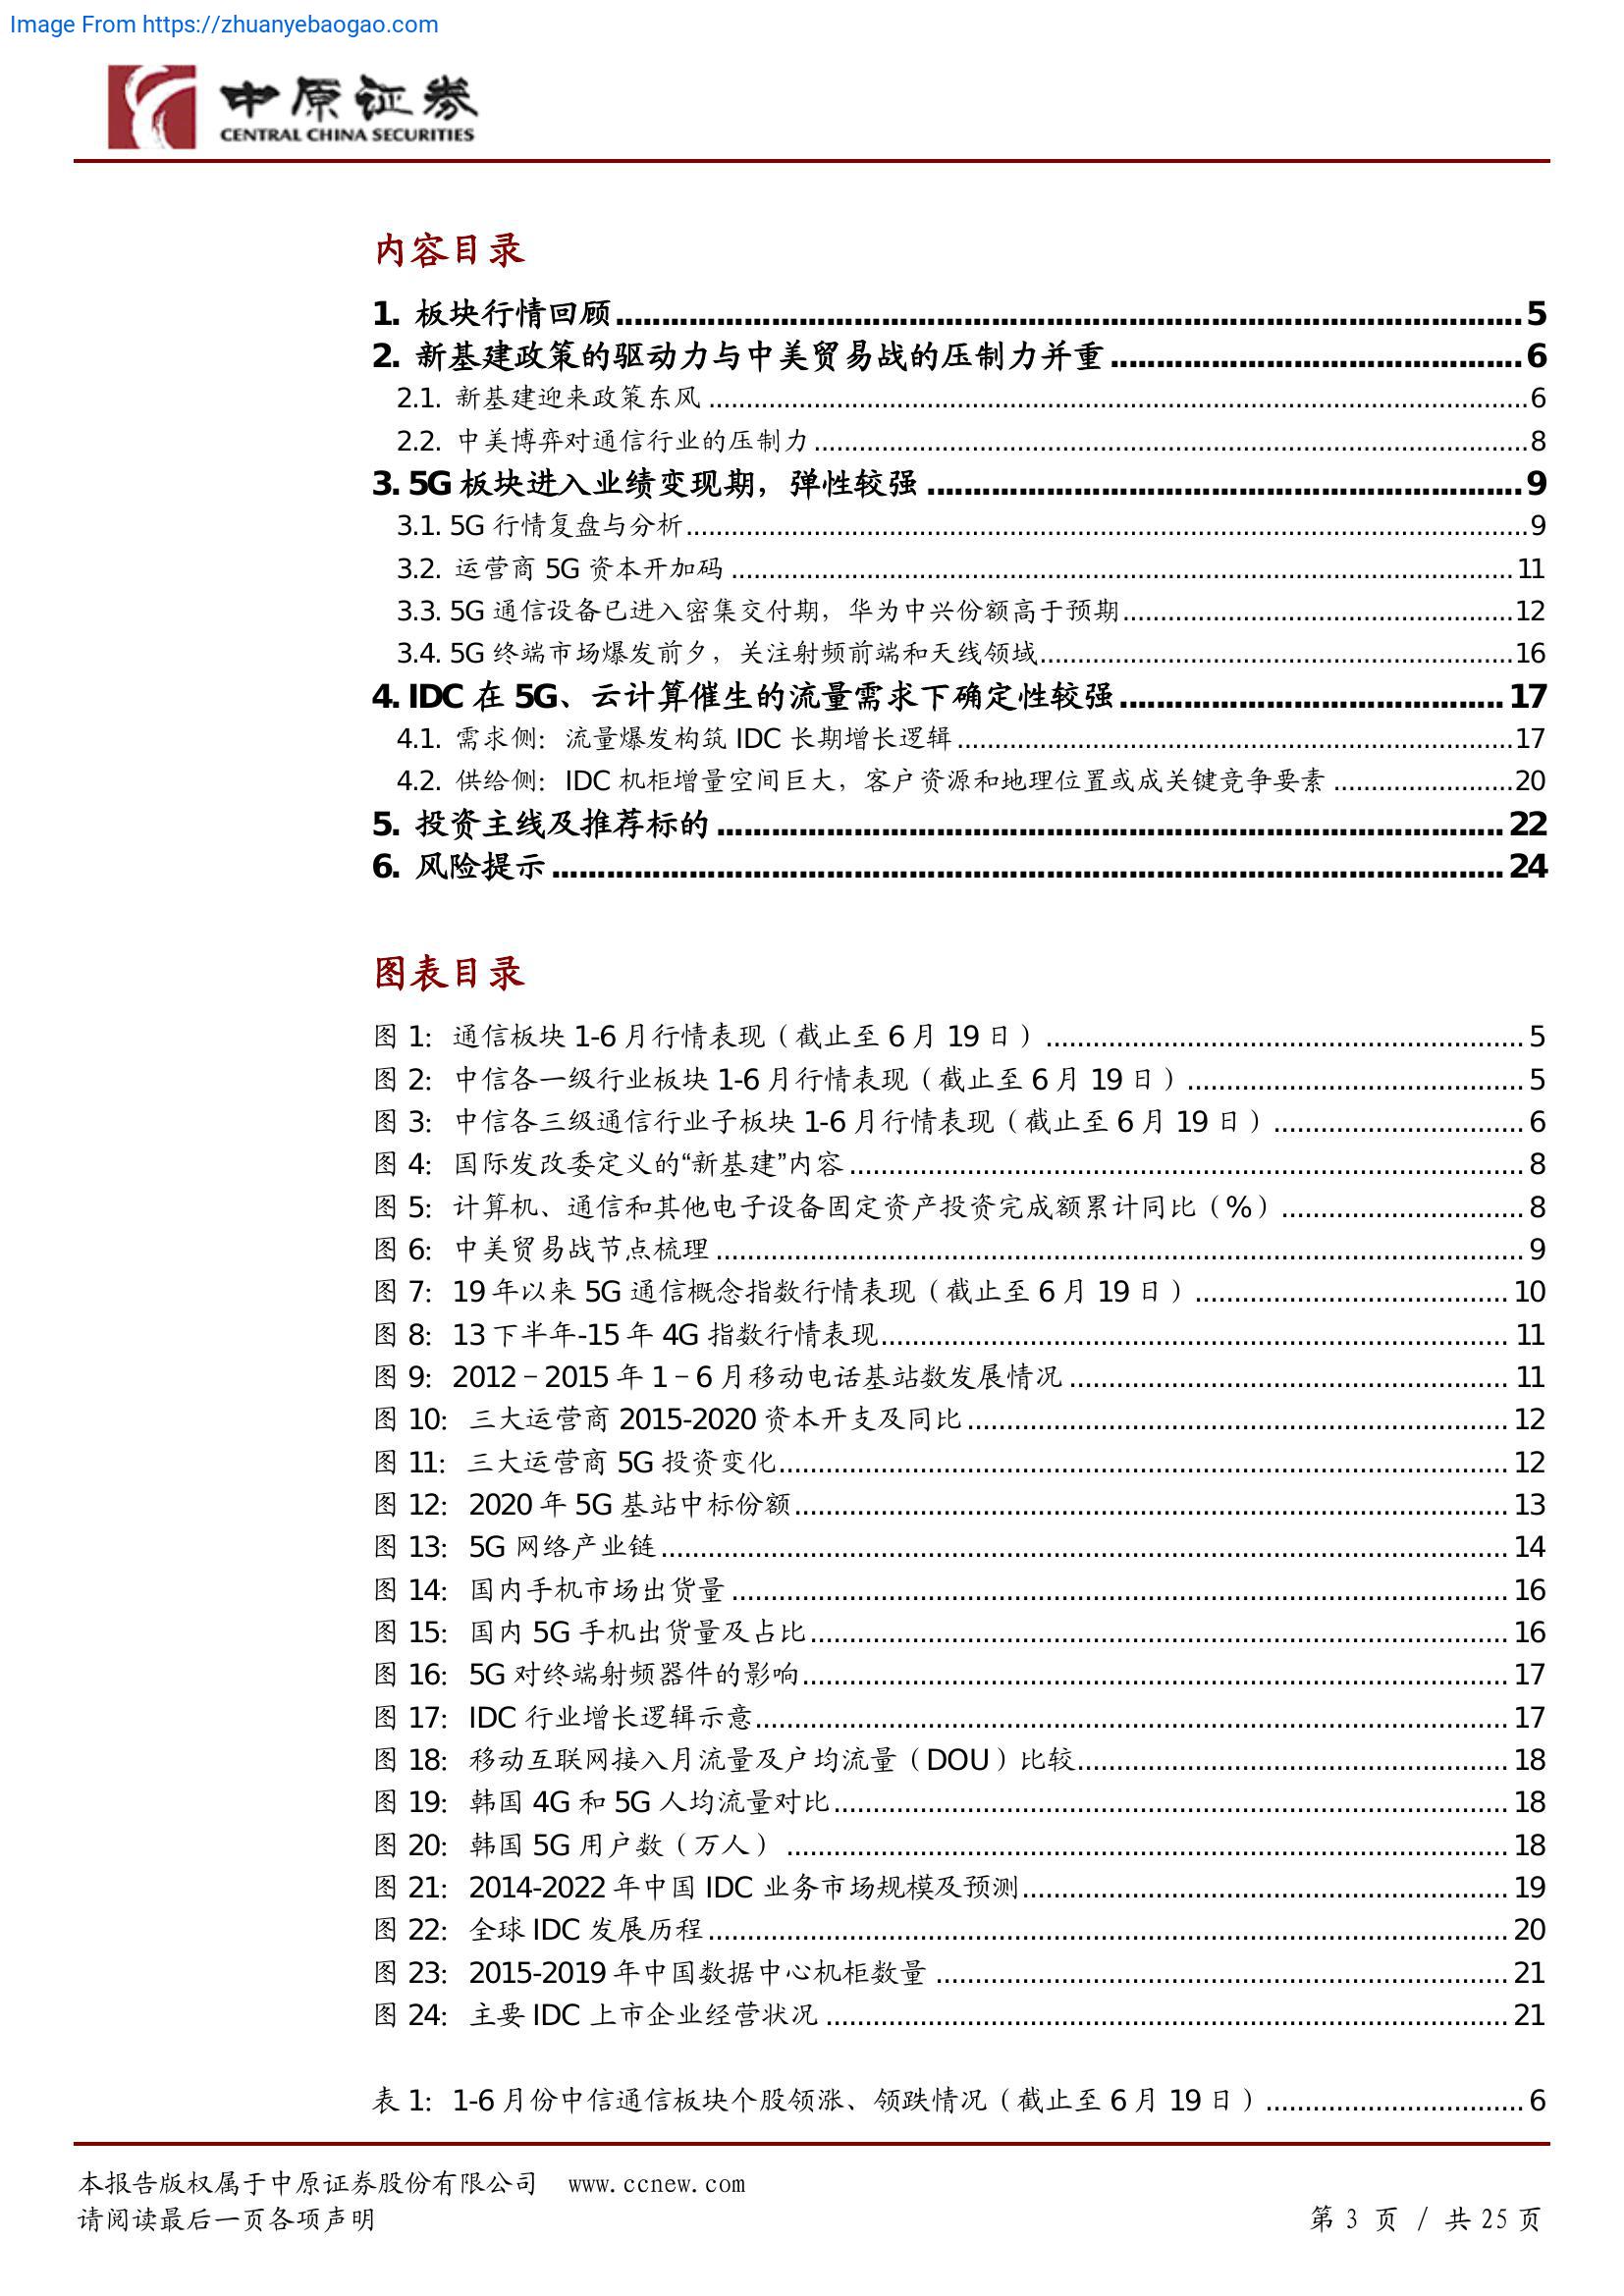 Image From https://zhuanyebaogao.com
中原证券
CENTRAL CHINA SECURITIES
内容目录
1. 板块行情回顾 5
2. 新基建政策的驱动力与中美贸易战的压制力并重 6
2.1. 新基建迎来政策东风 6
2.2. 中美博弈对通信行业的压制力 8
3. 5G 板块进入业绩变现期，弹性较强 9
3.1. 5G 行情复盘与分析 9
3.2. 运营商 5G 资本开加码 11
3.3. 5G 通信设备已进入密集交付期，华为中兴份额高于预期 12
3.4. 5G 终端市场爆发前夕，关注射频前端和天线领域 16
4. IDC 在 5G、云计算催生的流量需求下确定性较强 17
4.1. 需求侧：流量爆发构筑 IDC 长期增长逻辑 17
4.2. 供给侧：IDC 机柜增量空间巨大，客户资源和地理位置或成关键竞争要素 20
5. 投资主线及推荐标的 22
6. 风险提示 24
图表目录
图 1：通信板块 1-6 月行情表现（截止至 6 月 19 日） 5
图 2：中信各一级行业板块 1-6 月行情表现（截止至 6 月 19 日） 5
图 3：中信各三级通信行业子板块 1-6 月行情表现（截止至 6 月 19 日） 6
图 4：国际发改委定义的“新基建”内容 8
图 5：计算机、通信和其他电子设备固定资产投资完成额累计同比（%） 8
图 6：中美贸易战节点梳理 9
图 7：19 年以来 5G 通信概念指数行情表现（截止至 6 月 19 日） 10
图 8：13 下半年-15 年 4G 指数行情表现 11
图 9：2012－2015 年 1－6 月移动电话基站数发展情况 11
图 10：三大运营商 2015-2020 资本开支及同比 12
图 11：三大运营商 5G 投资变化 12
图 12：2020 年 5G 基站中标份额 13
图 13：5G 网络产业链 14
图 14：国内手机市场出货量 16
图 15：国内 5G 手机出货量及占比 16
图 16：5G 对终端射频器件的影响 17
图 17：IDC 行业增长逻辑示意 17
图 18：移动互联网接入月流量及户均流量（DOU）比较 18
图 19：韩国 4G 和 5G 人均流量对比 18
图 20：韩国 5G 用户数（万人） 18
图 21：2014-2022 年中国 IDC 业务市场规模及预测 19
图 22：全球 IDC 发展历程 20
图 23：2015-2019 年中国数据中心机柜数量 21
图 24：主要 IDC 上市企业经营状况 21
表 1：1-6 月份中信通信板块个股领涨、领跌情况（截止至 6 月 19 日） 6
本报告版权属于中原证券股份有限公司 www.ccnew.com
请阅读最后一页各项声明 第 3 页 / 共 25 页